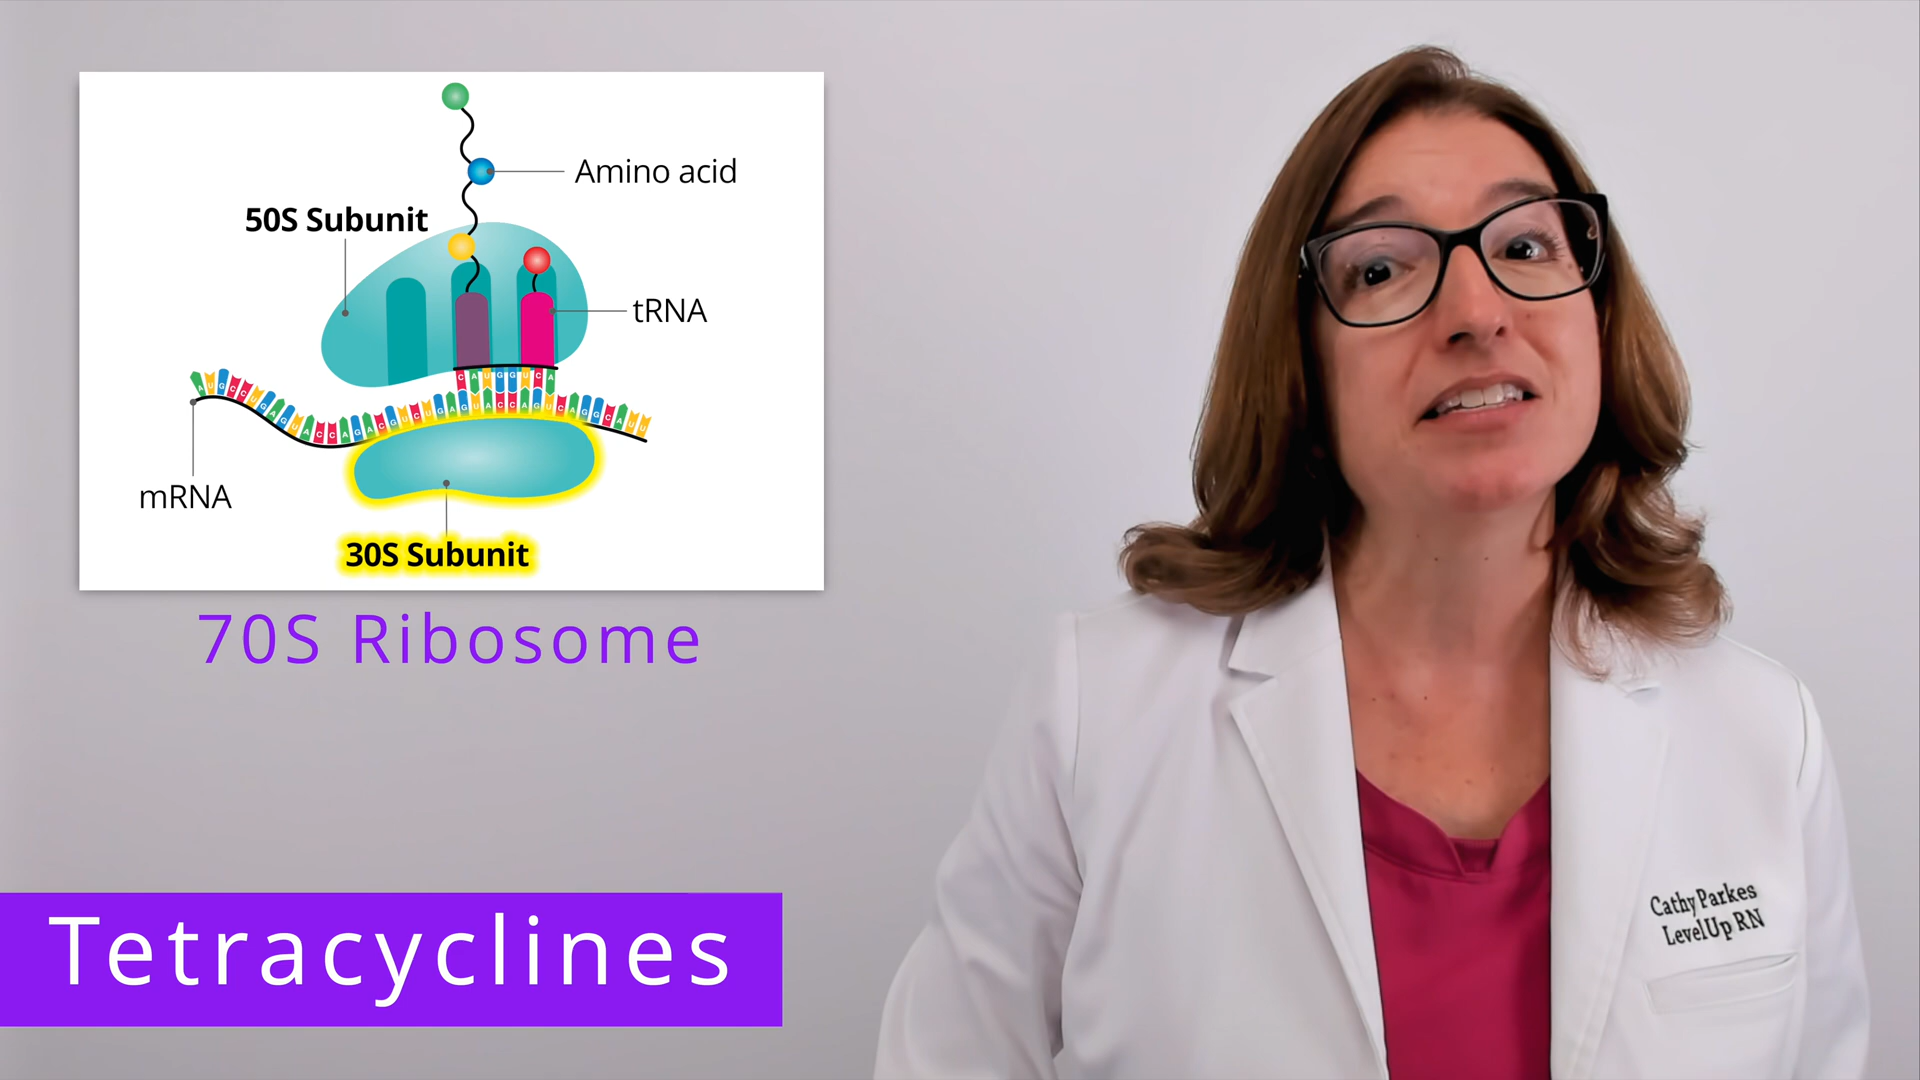 Amino acid
50S Subunit
tRNA
mRNA
30S Subunit
70S Ribosome
Tetracyclines
Cathy Parkes
LevelUp RN